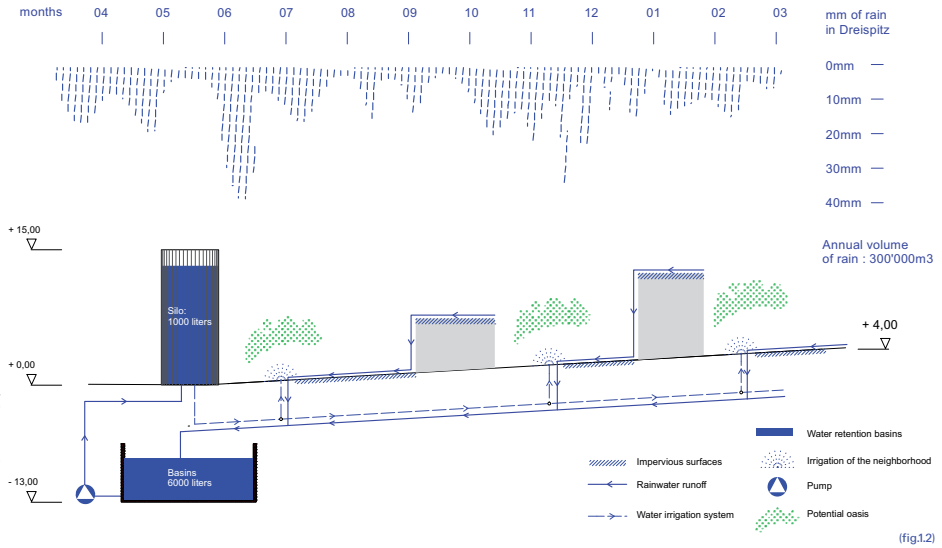 months
04 05 06 07 08 09 10 11 12 01 02 03
mm of rain
in Dreispitz
0mm
10mm
20mm
30mm
40mm
Annual volume
of rain : 300'000m3
+ 15,00
Silo:
1000 liters
+ 4,00
+ 0,00
Basins
6000 liters
- 13,00
Impervious surfaces
Rainwater runoff
Water irrigation system
Water retention basins
Irrigation of the neighborhood
Pump
Potential oasis
(fig.1.2)